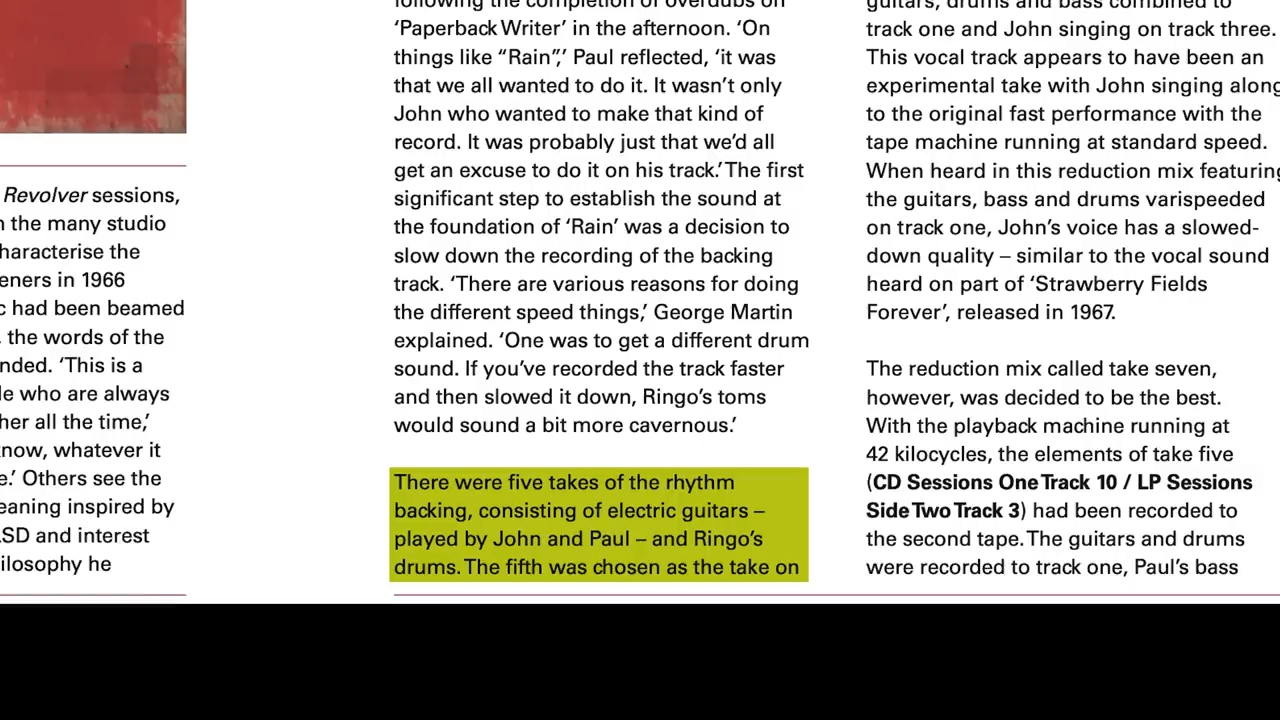 Revolver sessions,
the many studio
characterise the
1966
had been beamed
the words of the
'This is a
who are always
all the time,'
know, whatever it
Others see the
inspired by
LSD and interest
he
following the completion of overdubs on
'Paperback Writer' in the afternoon. 'On
things like “Rain”,' Paul reflected, 'it was
that we all wanted to do it. It wasn't only
John who wanted to make that kind of
record. It was probably just that we'd all
get an excuse to do it on his track.' The first
significant step to establish the sound at
the foundation of 'Rain' was a decision to
slow down the recording of the backing
track. 'There are various reasons for doing
the different speed things,' George Martin
explained. 'One was to get a different drum
sound. If you've recorded the track faster
and then slowed it down, Ringo's toms
would sound a bit more cavernous.'
There were five takes of the rhythm
backing, consisting of electric guitars –
played by John and Paul – and Ringo's
drums. The fifth was chosen as the take on
guitars, drums and bass combined to
track one and John singing on track three.
This vocal track appears to have been an
experimental take with John singing along
to the original fast performance with the
tape machine running at standard speed.
When heard in this reduction mix featuring
the guitars, bass and drums varispeeded
on track one, John's voice has a slowed-
down quality – similar to the vocal sound
heard on part of 'Strawberry Fields
Forever', released in 1967.
The reduction mix called take seven,
however, was decided to be the best.
With the playback machine running at
42 kilocycles, the elements of take five
(CD Sessions One Track 10 / LP Sessions
Side Two Track 3) had been recorded to
the second tape. The guitars and drums
were recorded to track one, Paul's bass